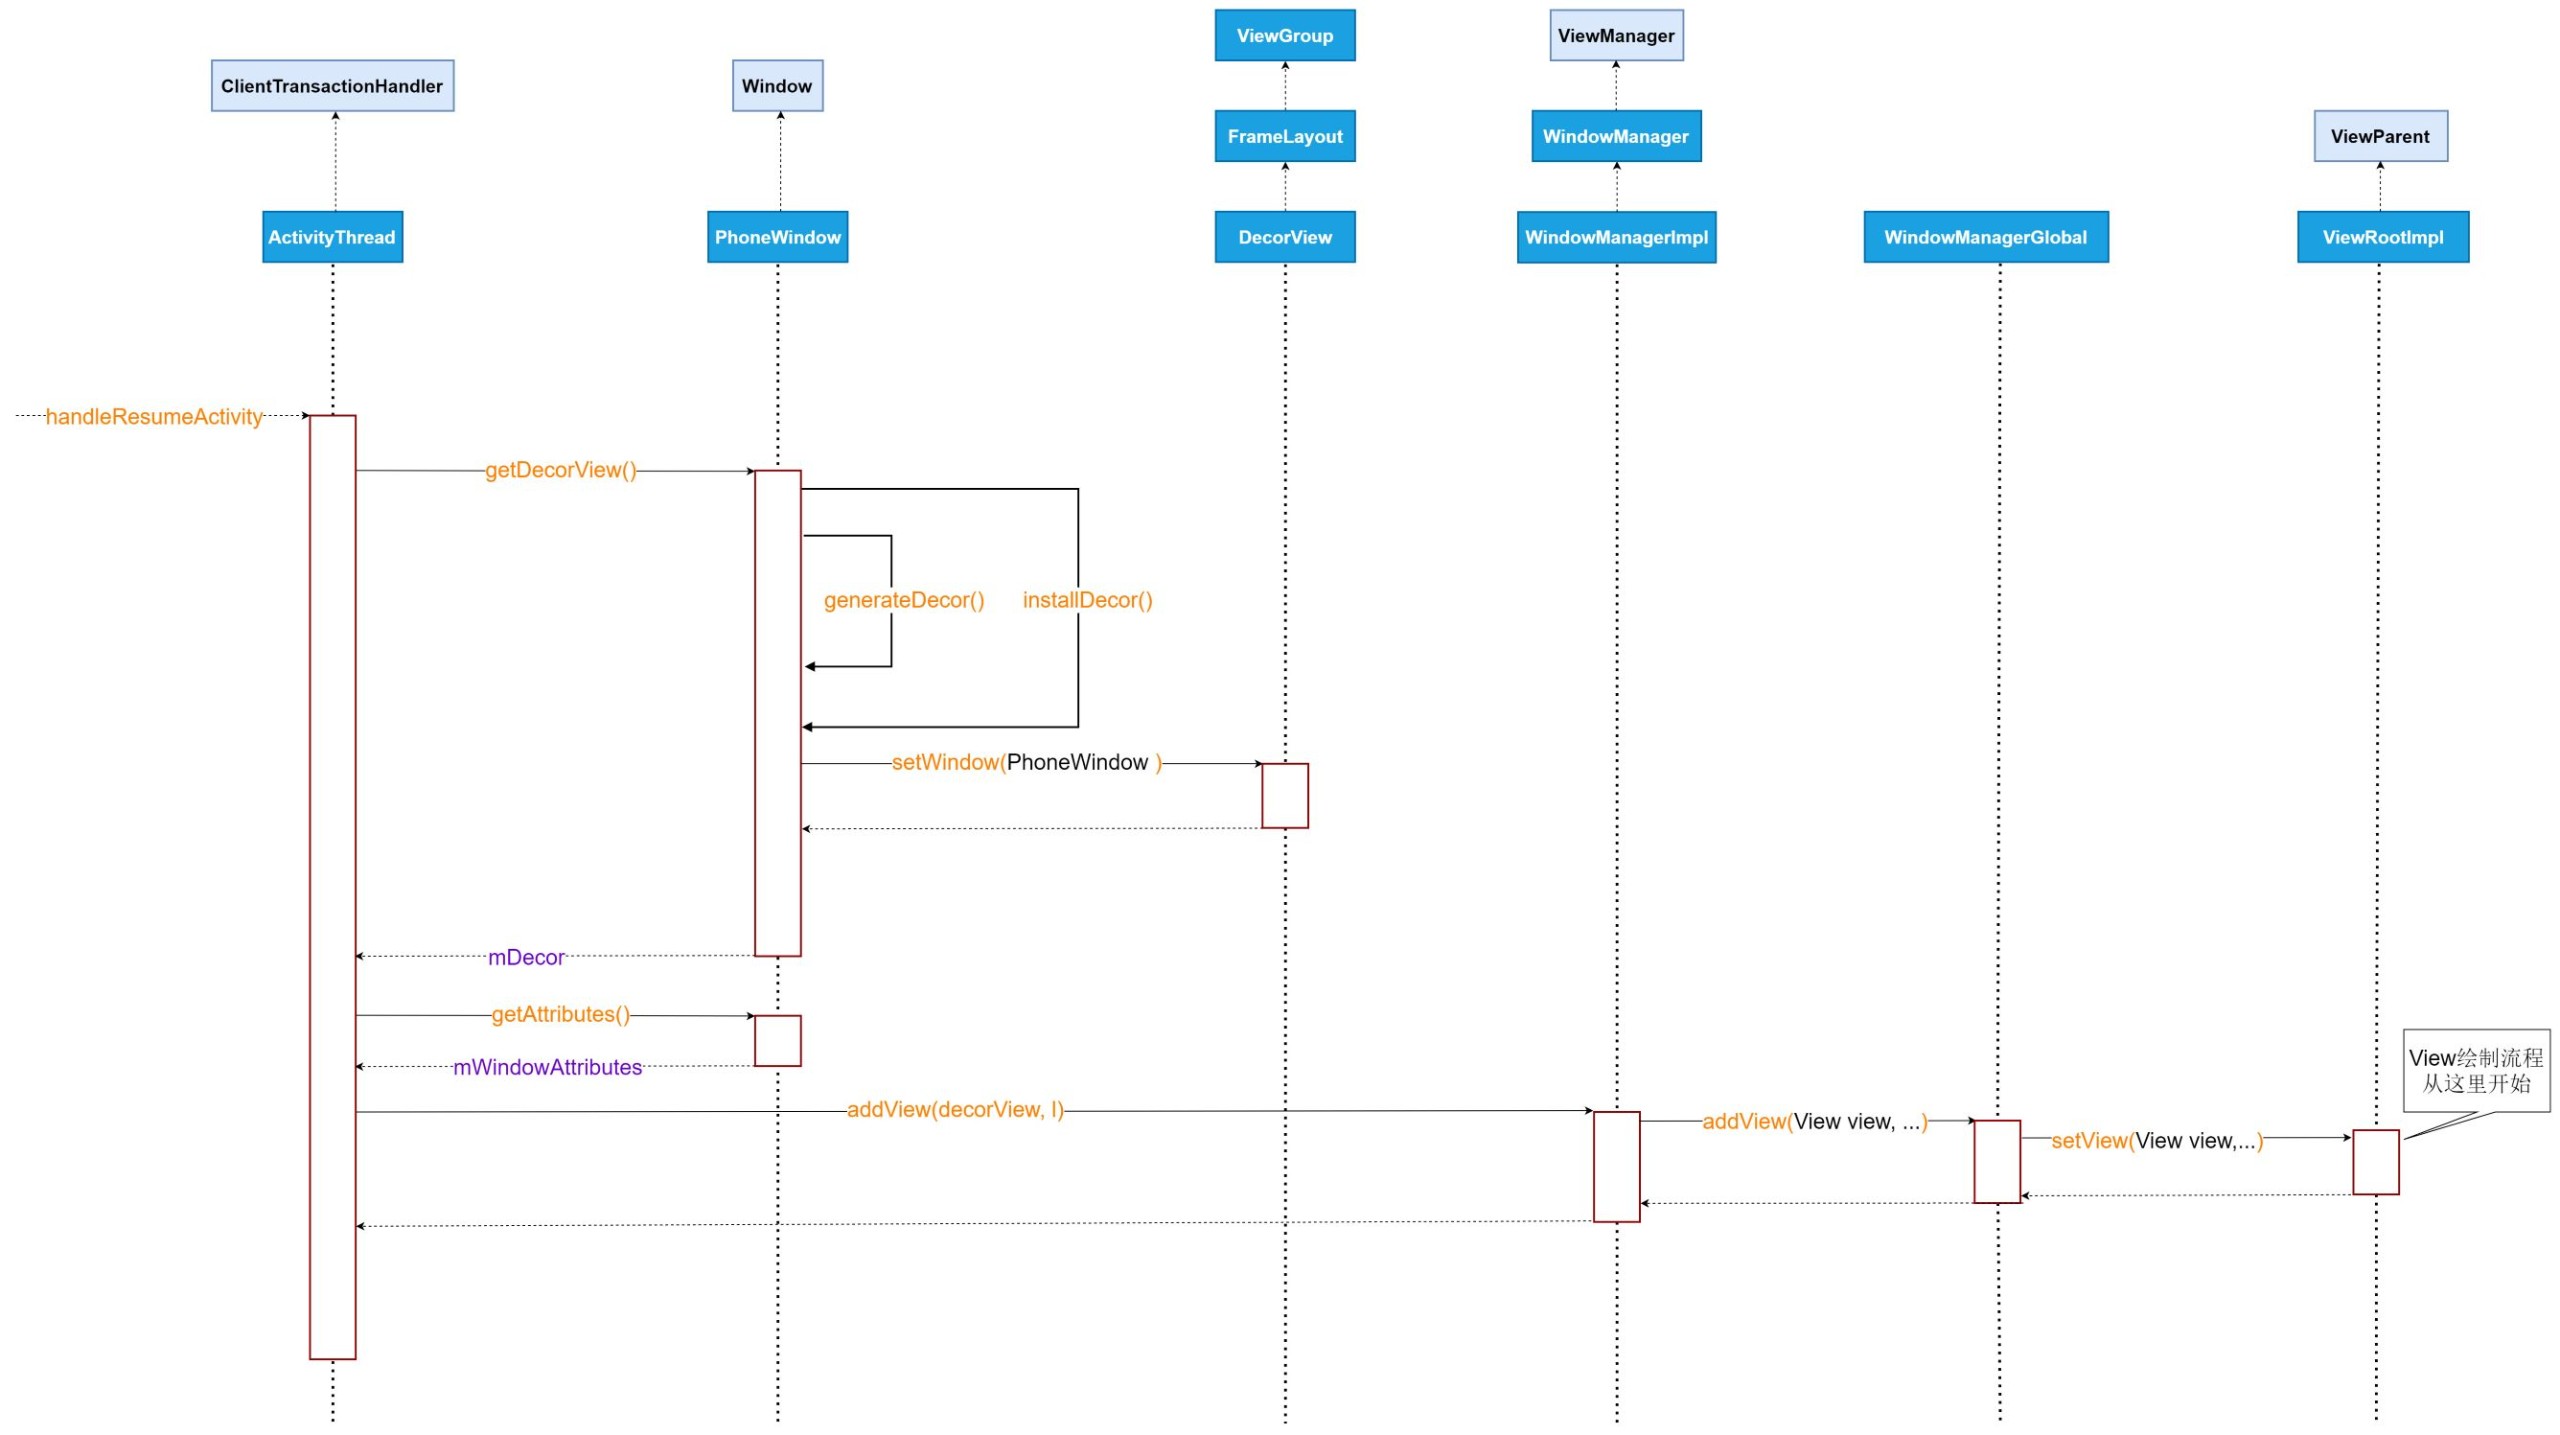 ViewGroup
ViewManager
ClientTransactionHandler
Window
FrameLayout
WindowManager
ViewParent
ActivityThread
PhoneWindow
DecorView
WindowManagerImpl
WindowManagerGlobal
ViewRootImpl
handleResumeActivity
getDecorView()
generateDecor()
installDecor()
setWindow(PhoneWindow )
mDecor
getAttributes()
mWindowAttributes
addView(decorView, l)
addView(View view, ...)
setView(View view,...)
View绘制流程
从这里开始